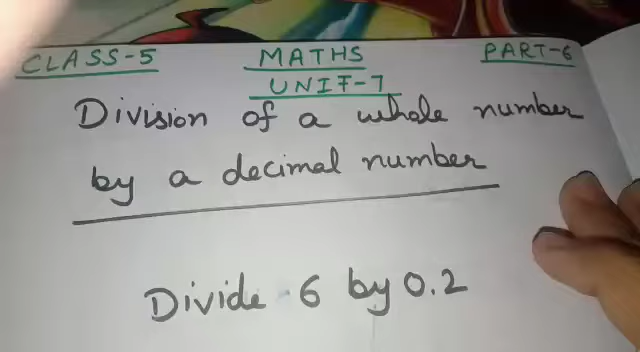 CLASS-5 MATHS PART-6
UNIT-7
Division of a whole number
by a decimal number
Divide 6 by 0.2